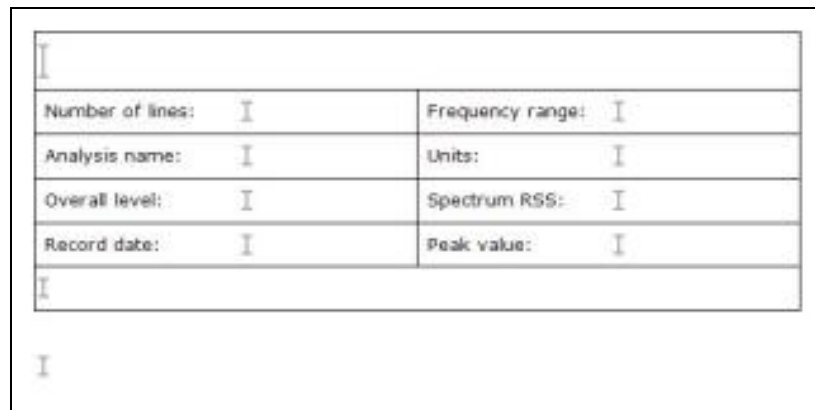 Number of lines: Frequency range:
Analysis name: Units:
Overall level: Spectrum RSS:
Record date: Peak value: